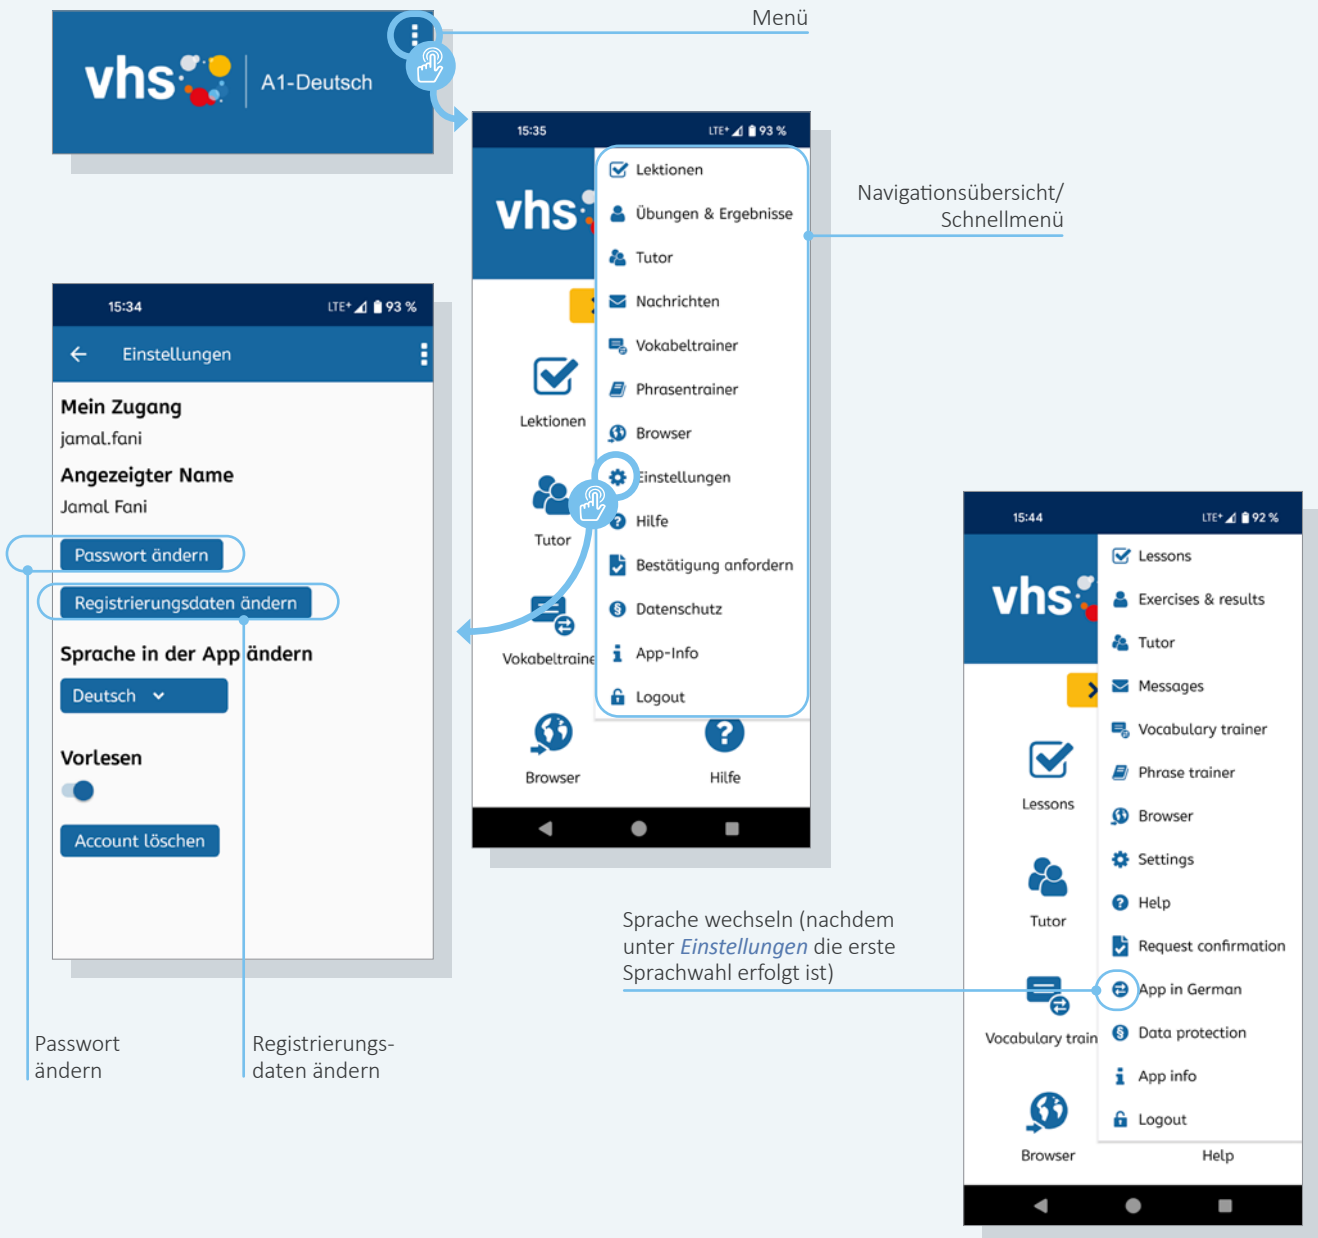 Menü
vhs
A1-Deutsch
15:35
LTE+ 93 %
vhs
Lektionen
Übungen & Ergebnisse
Tutor
Nachrichten
Vokabeltrainer
Phrasentrainer
Browser
Einstellungen
Hilfe
Bestätigung anfordern
Datenschutz
App-Info
Logout
Lektionen
Tutor
Vokabeltraine
Browser
Hilfe
Navigationsübersicht/
Schnellmenü
15:34
LTE+ 93 %
Einstellungen
Mein Zugang
jamal.fani
Angezeigter Name
Jamal Fani
Passwort ändern
Registrierungsdaten ändern
Sprache in der App ändern
Deutsch
Vorlesen
Account löschen
Passwort
ändern
Registrierungs-
daten ändern
Sprache wechseln (nachdem
unter Einstellungen die erste
Sprachwahl erfolgt ist)
15:44
LTE+ 92 %
vhs
Lessons
Exercises & results
Tutor
Messages
Vocabulary trainer
Phrase trainer
Browser
Settings
Help
Request confirmation
App in German
Data protection
App info
Logout
Lessons
Tutor
Vocabulary train
Browser
Help